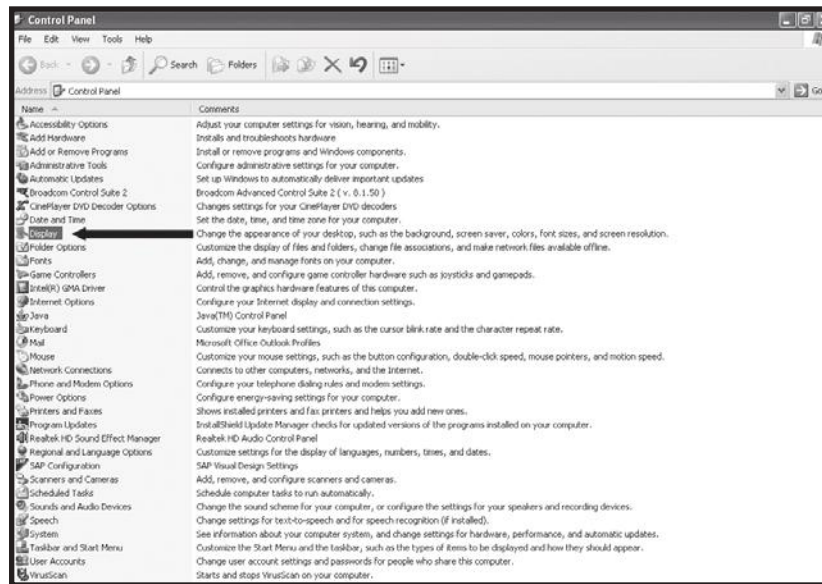 Control Panel
File Edit View Tools Help
Back Search Folders
Address Control Panel Go
Name Comments
Accessibility Options Adjust your computer settings for vision, hearing, and mobility.
Add Hardware Installs and troubleshoots hardware
Add or Remove Programs Install or remove programs and Windows components.
Administrative Tools Configure administrative settings for your computer.
Automatic Updates Set up Windows to automatically deliver important updates
Broadcom Control Suite 2 Broadcom Advanced Control Suite 2 ( v. 8.1.50 )
CinePlayer DVD Decoder Options Changes settings for your CinePlayer DVD decoders
Date and Time Set the date, time, and time zone for your computer.
Display Change the appearance of your desktop, such as the background, screen saver, colors, font sizes, and screen resolution.
Folder Options Customize the display of files and folders, change file associations, and make network files available offline.
Fonts Add, change, and manage fonts on your computer.
Game Controllers Add, remove, and configure game controller hardware such as joysticks and gamepads.
Intel(R) GMA Driver Control the graphics hardware features of this computer.
Internet Options Configure your Internet display and connection settings.
Java Java(TM) Control Panel
Keyboard Customize your keyboard settings, such as the cursor blink rate and the character repeat rate.
Mail Microsoft Office Outlook Profiles
Mouse Customize your mouse settings, such as the button configuration, double-click speed, mouse pointers, and motion speed.
Network Connections Connects to other computers, networks, and the Internet.
Phone and Modem Options Configure your telephone dialing rules and modem settings.
Power Options Configure energy-saving settings for your computer.
Printers and Faxes Shows installed printers and fax printers and helps you add new ones.
Program Updates InstallShield Update Manager checks for updated versions of the programs installed on your computer.
Realtek HD Sound Effect Manager Realtek HD Audio Control Panel
Regional and Language Options Customize settings for the display of languages, numbers, times, and dates.
SAP Configuration SAP Visual Design Settings
Scanners and Cameras Add, remove, and configure scanners and cameras.
Scheduled Tasks Schedule computer tasks to run automatically.
Sounds and Audio Devices Change the sound scheme for your computer, or configure the settings for your speakers and recording devices.
Speech Change settings for text-to-speech and for speech recognition (if installed).
System See information about your computer system, and change settings for hardware, performance, and automatic updates.
Taskbar and Start Menu Customize the Start Menu and the taskbar, such as the types of items to be displayed and how they should appear.
User Accounts Change user account settings and passwords for people who share this computer.
VirusScan Starts and stops VirusScan on your computer.